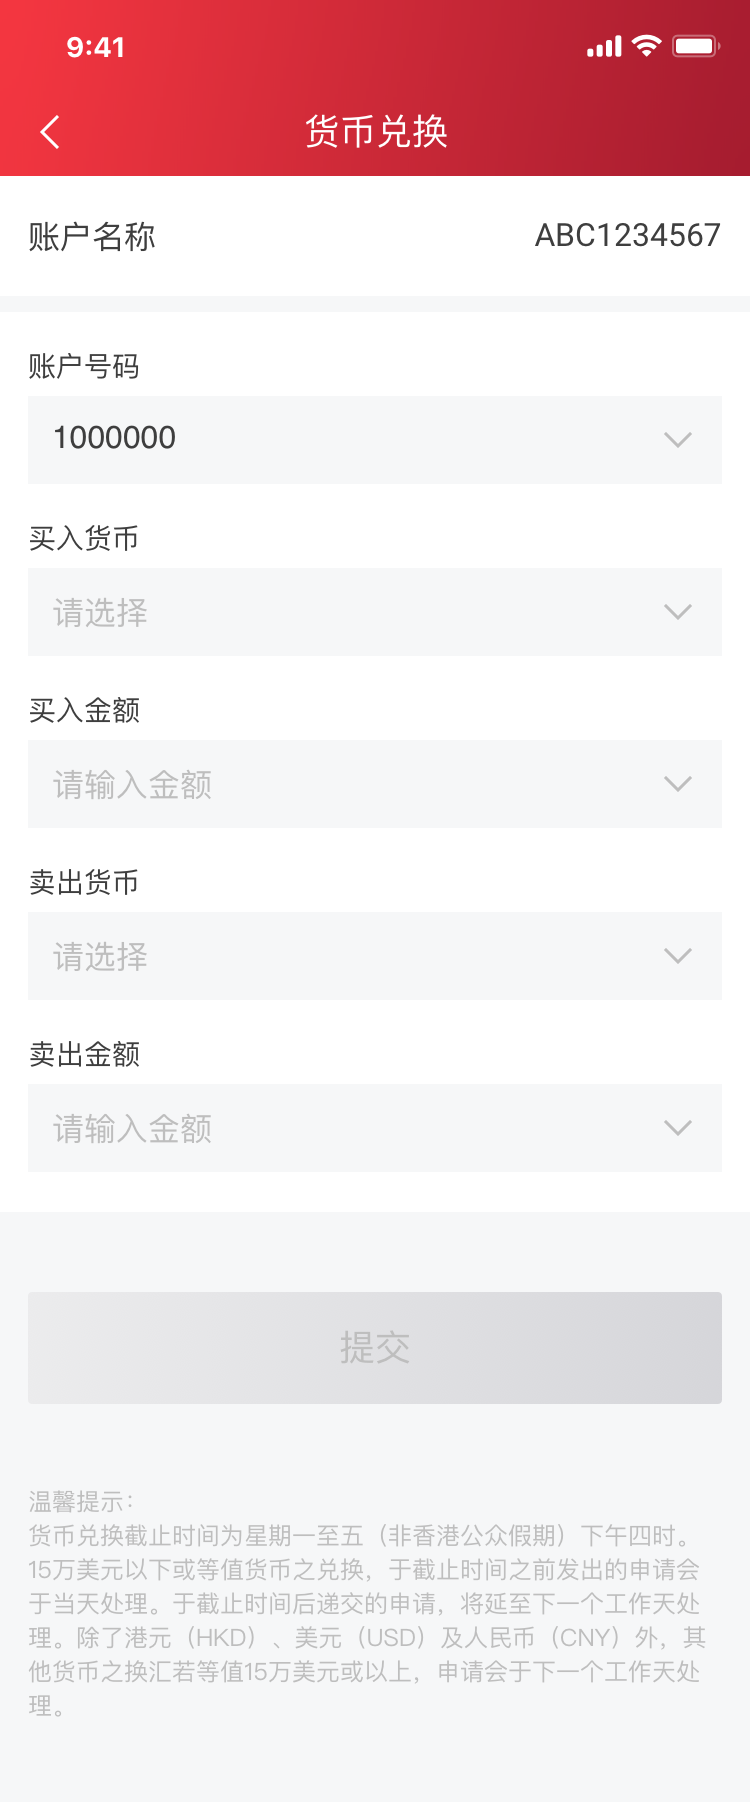 9:41
货币兑换
账户名称 ABC1234567
账户号码
1000000
买入货币
请选择
买入金额
请输入金额
卖出货币
请选择
卖出金额
请输入金额
提交
温馨提示：
货币兑换截止时间为星期一至五（非香港公众假期）下午四时。
15万美元以下或等值货币之兑换，于截止时间之前发出的申请会
于当天处理。于截止时间后递交的申请，将延至下一个工作天处
理。除了港元（HKD）、美元（USD）及人民币（CNY）外，其
他货币之换汇若等值15万美元或以上，申请会于下一个工作天处
理。